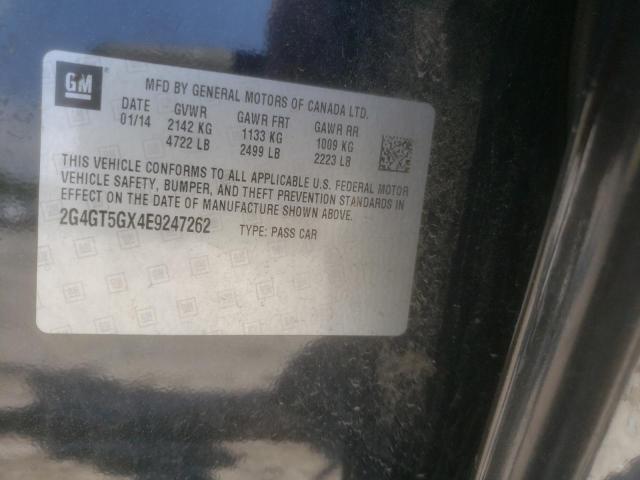 GM
MFD BY GENERAL MOTORS OF CANADA LTD.
DATE GVWR GAWR FRT GAWR RR
01/14 2142 KG 1133 KG 1009 KG
4722 LB 2499 LB 2223 LB
THIS VEHICLE CONFORMS TO ALL APPLICABLE U.S. FEDERAL MOTOR
VEHICLE SAFETY, BUMPER, AND THEFT PREVENTION STANDARDS IN
EFFECT ON THE DATE OF MANUFACTURE SHOWN ABOVE.
2G4GT5GX4E9247262 TYPE: PASS CAR